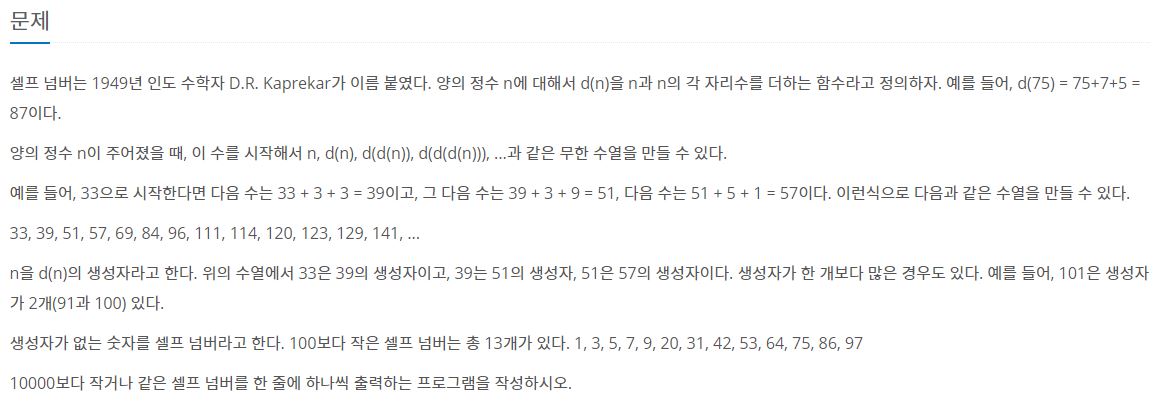 문제
셀프 넘버는 1949년 인도 수학자 D.R. Kaprekar가 이름 붙였다. 양의 정수 n에 대해서 d(n)을 n과 n의 각 자리수를 더하는 함수라고 정의하자. 예를 들어, d(75) = 75+7+5 =
87이다.
양의 정수 n이 주어졌을 때, 이 수를 시작해서 n, d(n), d(d(n)), d(d(d(n))), ...과 같은 무한 수열을 만들 수 있다.
예를 들어, 33으로 시작한다면 다음 수는 33 + 3 + 3 = 39이고, 그 다음 수는 39 + 3 + 9 = 51, 다음 수는 51 + 5 + 1 = 57이다. 이런식으로 다음과 같은 수열을 만들 수 있다.
33, 39, 51, 57, 69, 84, 96, 111, 114, 120, 123, 129, 141, ...
n을 d(n)의 생성자라고 한다. 위의 수열에서 33은 39의 생성자이고, 39는 51의 생성자, 51은 57의 생성자이다. 생성자가 한 개보다 많은 경우도 있다. 예를 들어, 101은 생성자
가 2개(91과 100) 있다.
생성자가 없는 숫자를 셀프 넘버라고 한다. 100보다 작은 셀프 넘버는 총 13개가 있다. 1, 3, 5, 7, 9, 20, 31, 42, 53, 64, 75, 86, 97
10000보다 작거나 같은 셀프 넘버를 한 줄에 하나씩 출력하는 프로그램을 작성하시오.